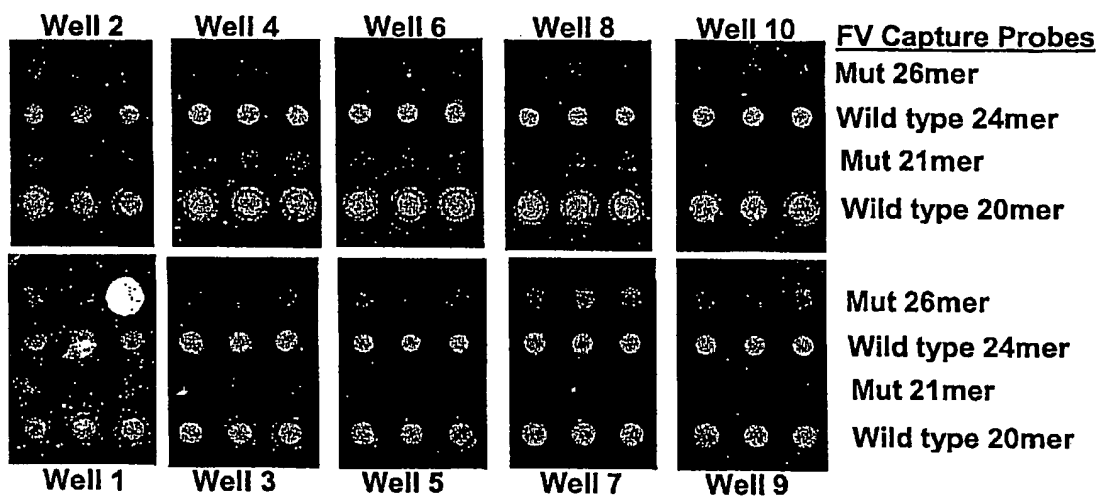 Well 2 Well 4 Well 6 Well 8 Well 10 FV Capture Probes
Mut 26mer
Wild type 24mer
Mut 21mer
Wild type 20mer
Mut 26mer
Wild type 24mer
Mut 21mer
Wild type 20mer
Well 1 Well 3 Well 5 Well 7 Well 9